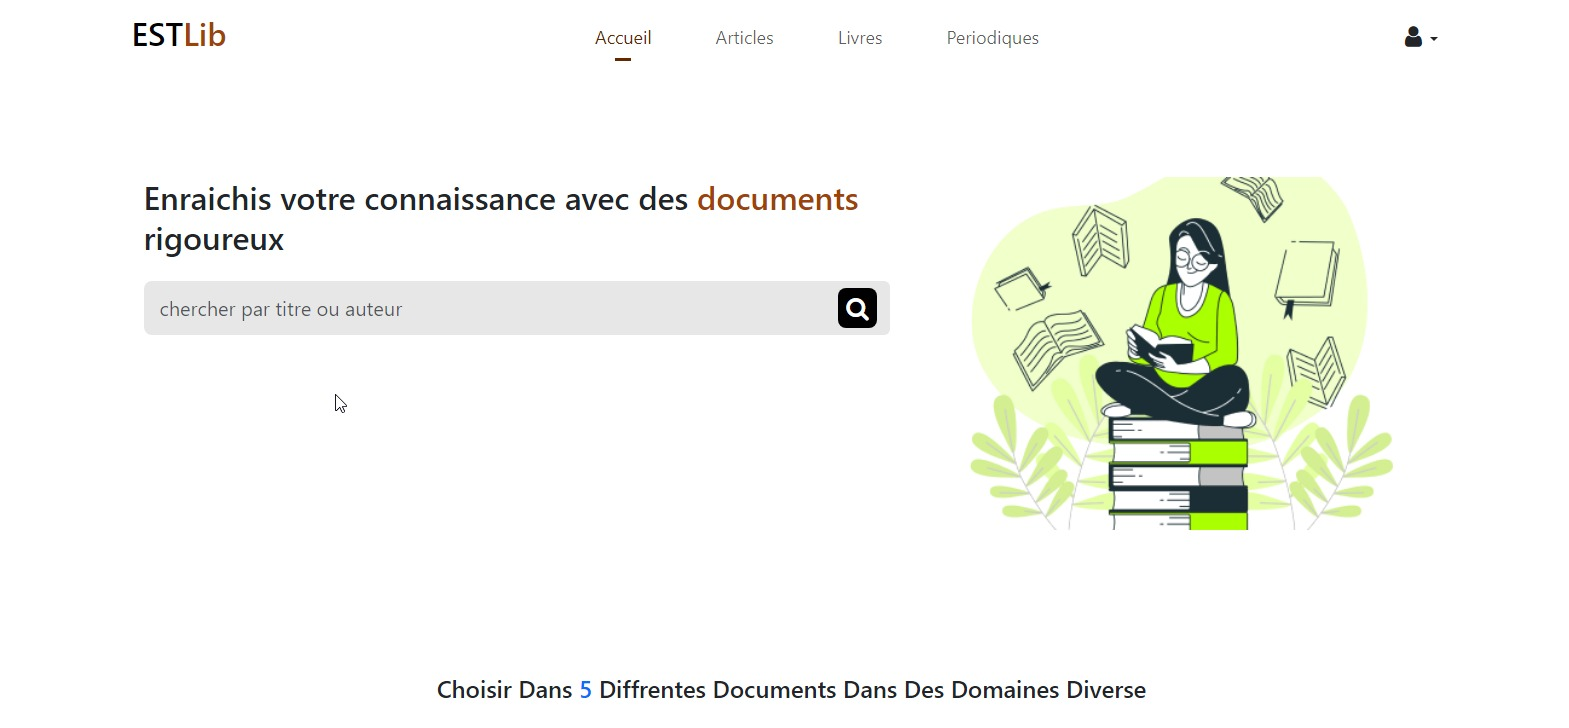 ESTLib
Accueil
Articles
Livres
Periodiques
Enraichis votre connaissance avec des documents
rigoureux
chercher par titre ou auteur
Choisir Dans 5 Diffrentes Documents Dans Des Domaines Diverse